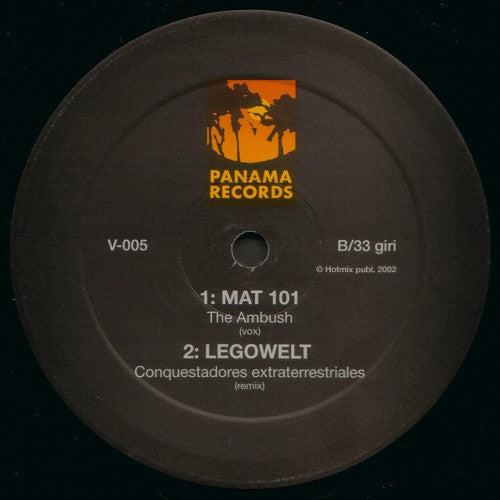 PANAMA
RECORDS
V-005
B/33 giri
© Hotmix publ. 2002
1: MAT 101
The Ambush
(vox)
2: LEGOWELT
Conquestadores extraterrestriales
(remix)